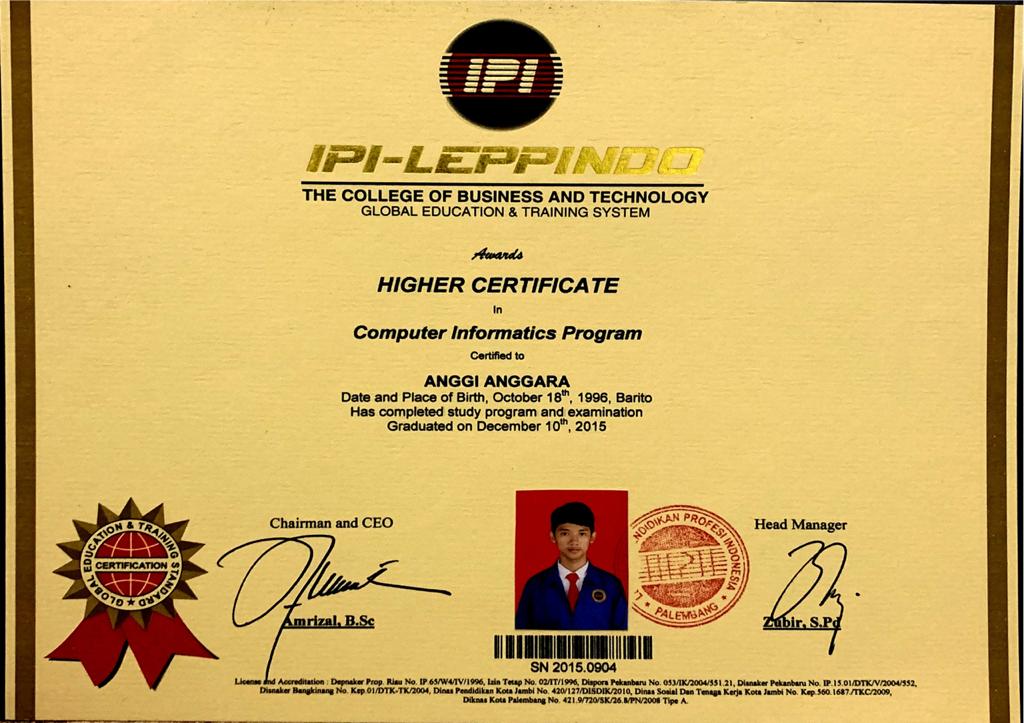 IPI
IPI-LEPPINDO
THE COLLEGE OF BUSINESS AND TECHNOLOGY
GLOBAL EDUCATION & TRAINING SYSTEM
Awards
HIGHER CERTIFICATE
In
Computer Informatics Program
Certified to
ANGGI ANGGARA
Date and Place of Birth, October 18th, 1996, Barito
Has completed study program and examination
Graduated on December 10th, 2015
GLOBAL EDUCATION & TRAINING STANDARD
CERTIFICATION
Chairman and CEO
Amrizal, B.Sc
NDIDIKAN PROFESI INDONESIA
PALEMBANG
Head Manager
Zubir, S.Pd
SN 2015.0904
License and Accreditation : Depnaker Prop. Riau No. IP.65/W4/IV/1996, Izin Tetap No. 02/IT/1996, Dispora Pekanbaru No. 053/IK/2004/551.21, Disnaker Pekanbaru No. IP.15.01/DTK/V/2004/552,
Disnaker Bangkinang No. Kep.01/DTK-TK/2004, Dinas Pendidikan Kota Jambi No. 420/127/DISDIK/2010, Dinas Sosial Dan Tenaga Kerja Kota Jambi No. Kep.560.1687/TKC/2009,
Diknas Kota Palembang No. 421.9/720/SK/26.8/PN/2008 Tipe A.